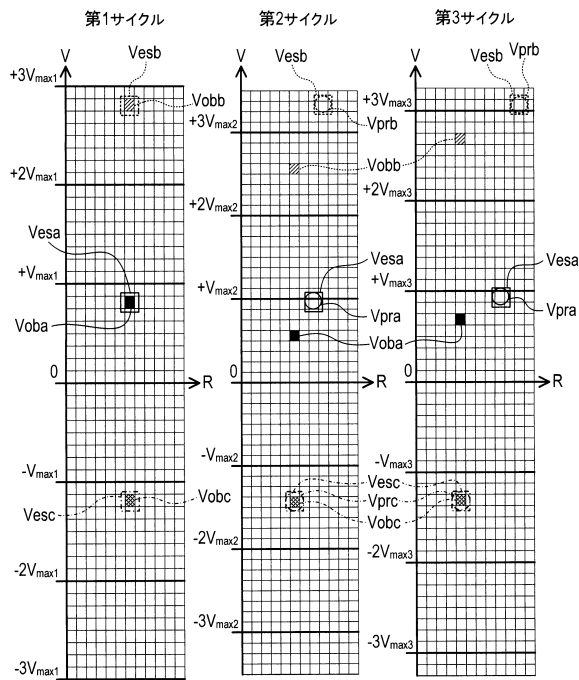 第1サイクル
V
Vesb
+3Vmax1
Vobb
+2Vmax1
Vesa
+Vmax1
Voba
0
R
-Vmax1
Vesc
Vobc
-2Vmax1
-3Vmax1
第2サイクル
V
Vesb
+3Vmax2
Vprb
Vobb
+2Vmax2
Vesa
+Vmax2
Vpra
Voba
0
R
-Vmax2
Vesc
Vprc
Vobc
-2Vmax2
-3Vmax2
第3サイクル
V
Vesb
Vprb
+3Vmax3
+2Vmax3
Vesa
+Vmax3
Vpra
0
R
-Vmax3
-2Vmax3
-3Vmax3